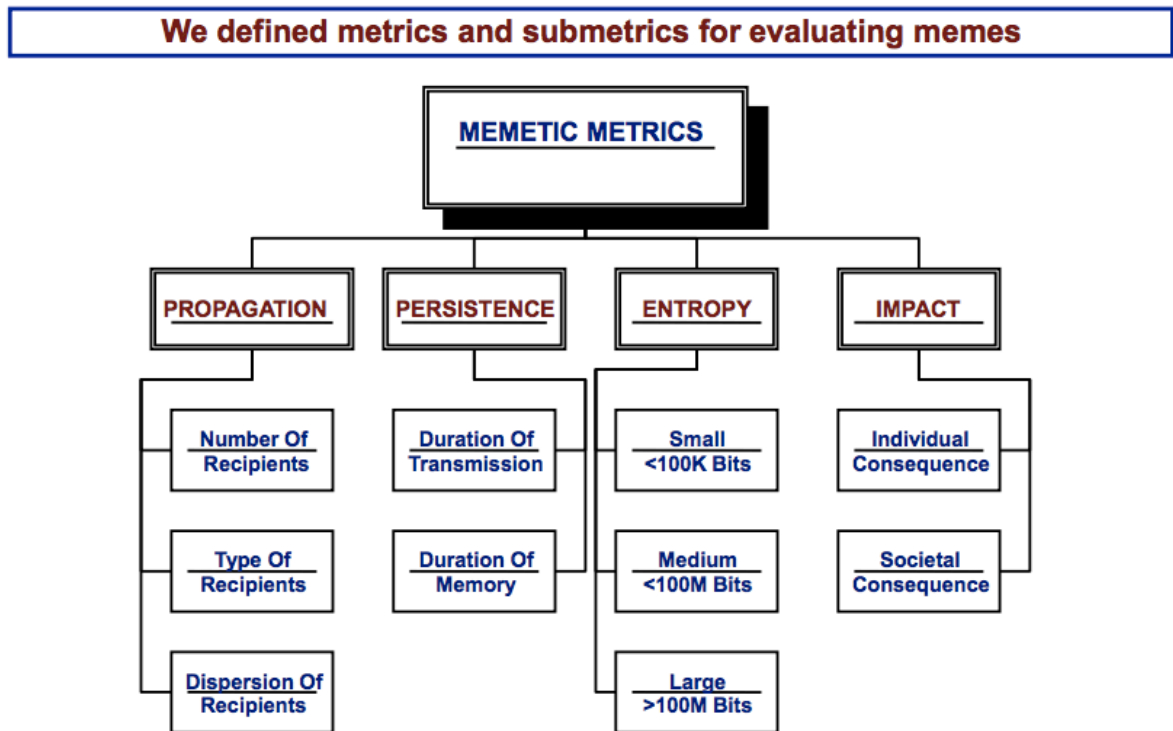 We defined metrics and submetrics for evaluating memes
MEMETIC METRICS
PROPAGATION
PERSISTENCE
ENTROPY
IMPACT
Number Of
Recipients
Duration Of
Transmission
Small
<100K Bits
Individual
Consequence
Type Of
Recipients
Duration Of
Memory
Medium
<100M Bits
Societal
Consequence
Dispersion Of
Recipients
Large
>100M Bits